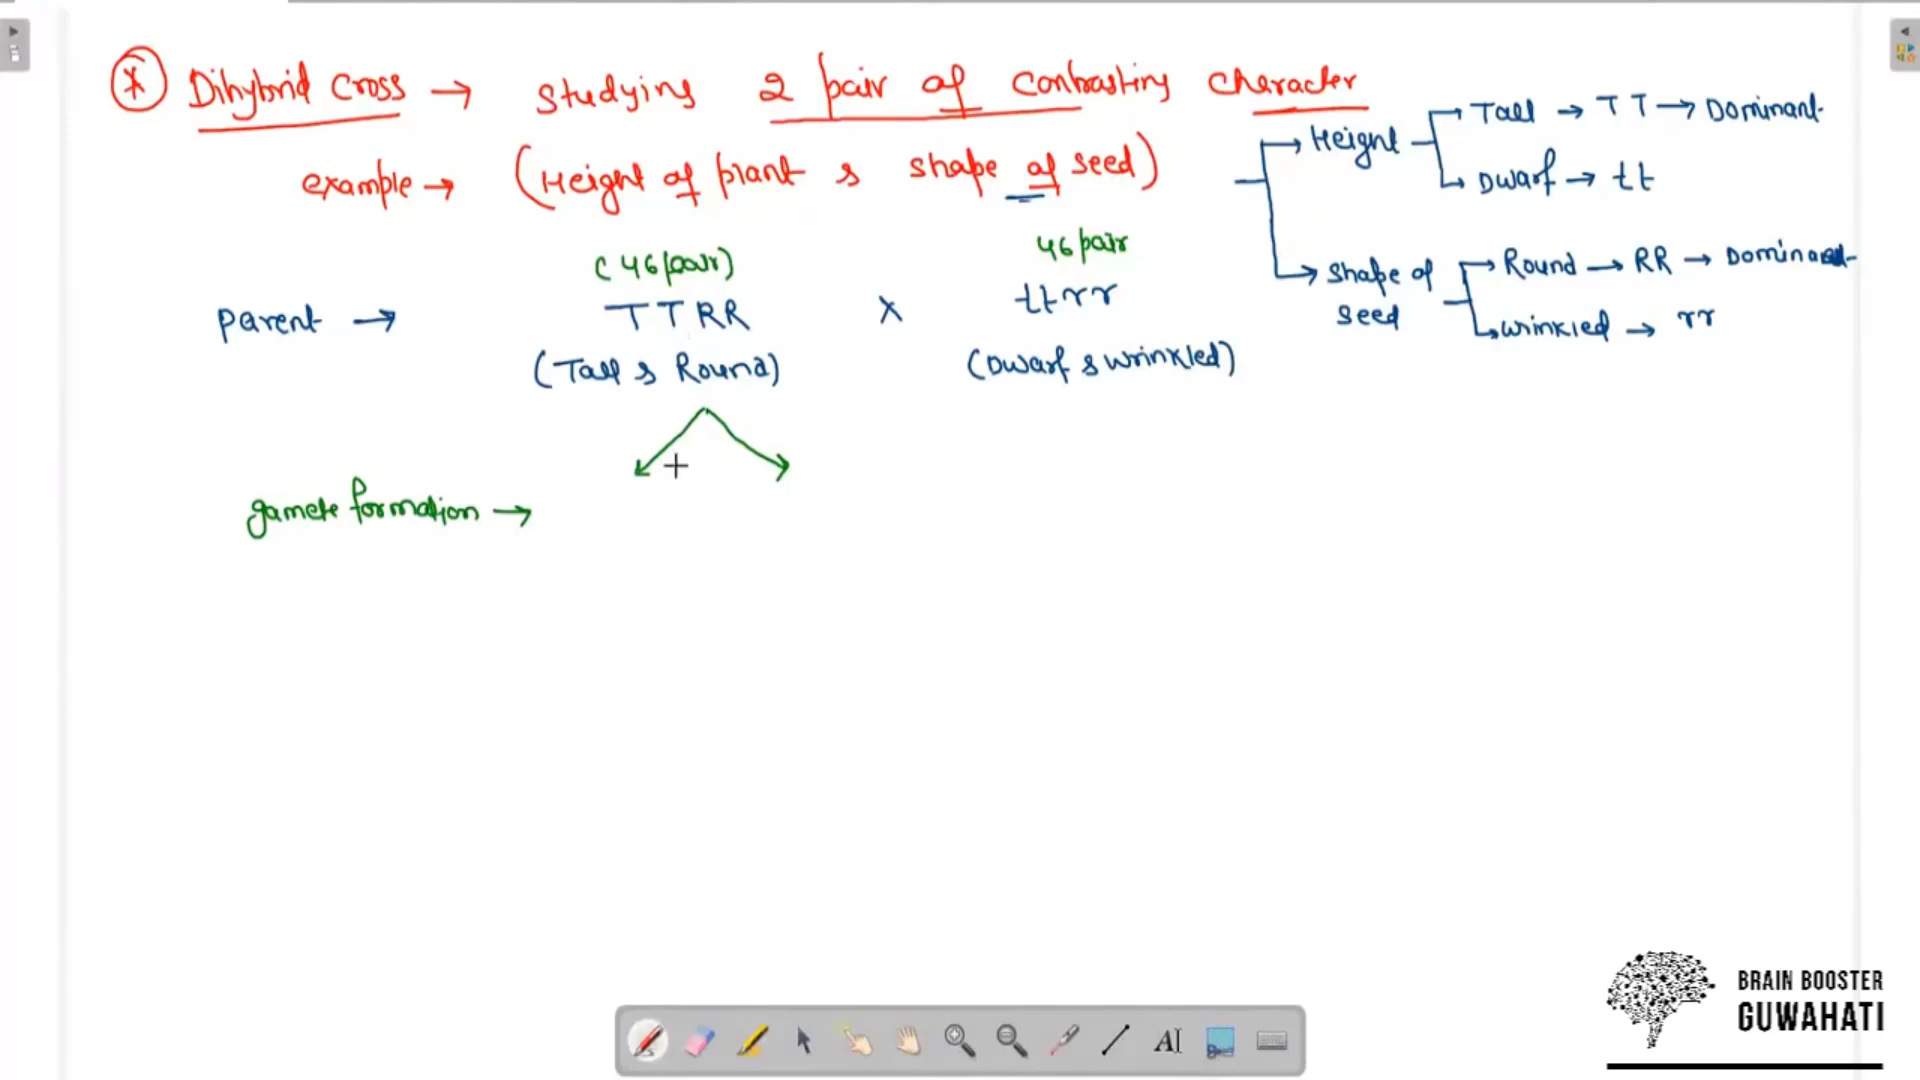 Dihybrid cross → studying 2 pair of contrasting character
example → (Height of plant & shape of seed)
Height
Tall → TT → Dominant
Dwarf → tt
Shape of seed
Round → RR → Dominant
wrinkled → rr
(46 pair) 46 pair
Parent → TTRR X ttrr
(Tall & Round) (Dwarf & wrinkled)
gamete formation →
BRAIN BOOSTER
GUWAHATI